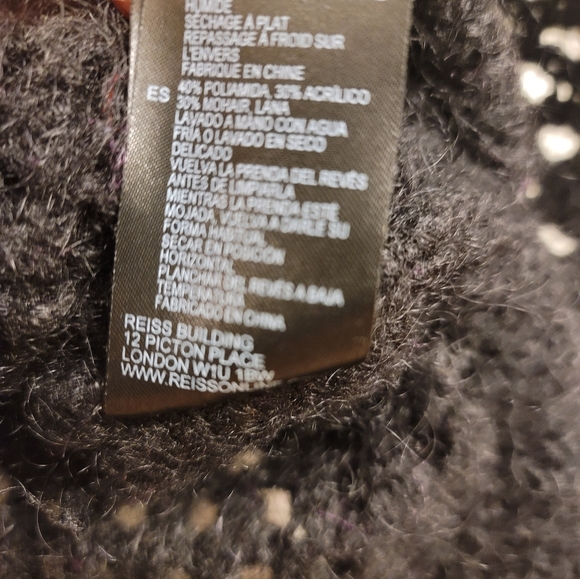 HUMIDE
SÉCHAGE À PLAT
REPASSAGE À FROID SUR
L'ENVERS
FABRIQUE EN CHINE
ES 40% POLIAMIDA, 30% ACRÍLICO
30% MOHAIR, LANA
LAVADO A MANO CON AGUA
FRÍA O LAVADO EN SECO
DELICADO
VUELVA LA PRENDA DEL REVÉS
ANTES DE LIMPIARLA
MIENTRAS LA PRENDA ESTÉ
MOJADA, VUELVA A DARLE SU
FORMA
SECAR EN POSICIÓN
HORIZONTAL
DEL REVÉS A BAJA
TEMPERATURA
FABRICADO EN CHINA
REISS BUILDING
12 PICTON PLACE
LONDON W1U